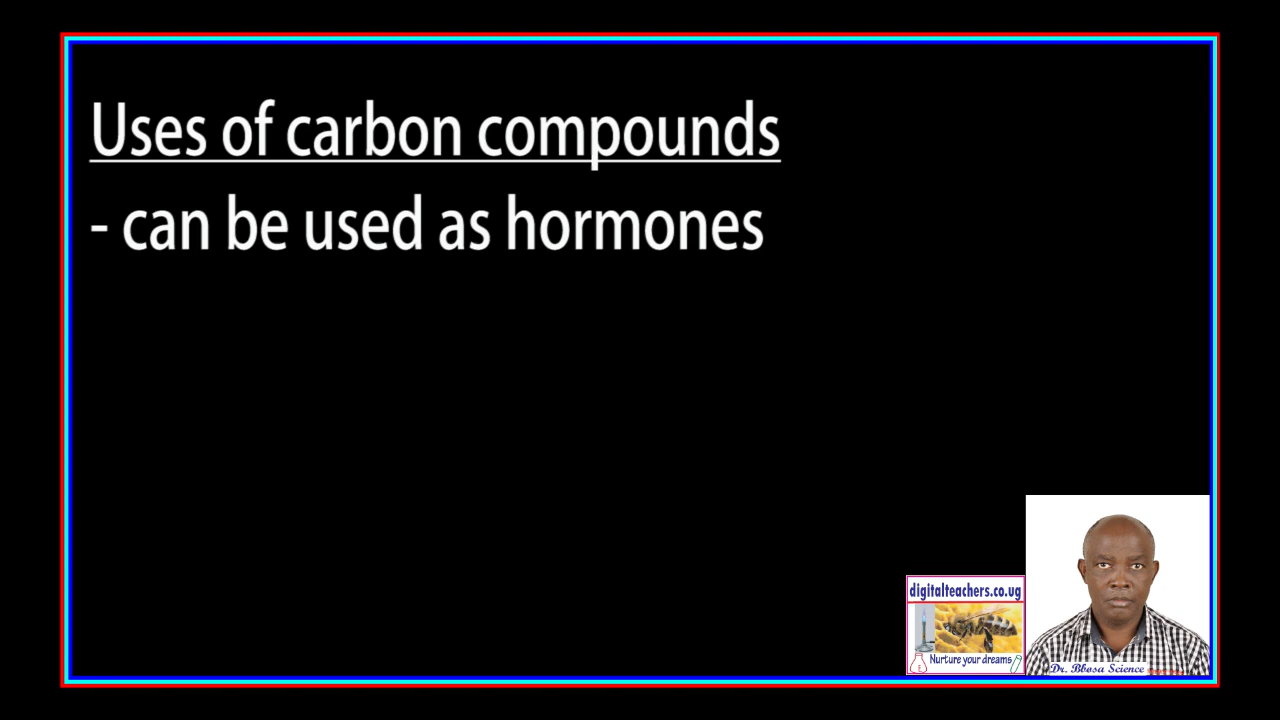 Uses of carbon compounds
- can be used as hormones
digitalteachers.co.ug
Nurture your dreams
Dr. Bbosa Science